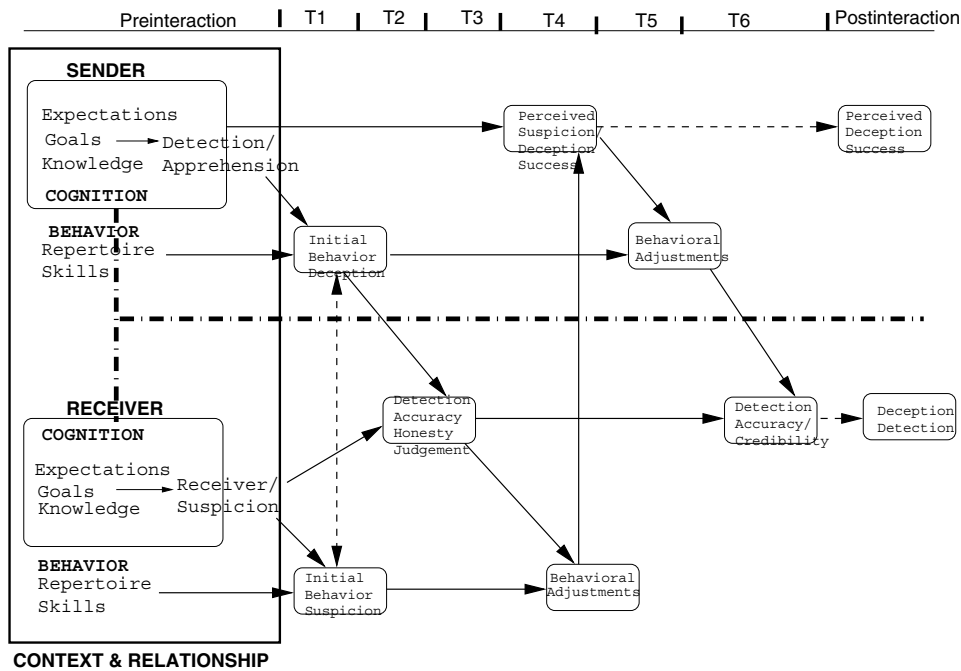 Preinteraction T1 T2 T3 T4 T5 T6 Postinteraction
SENDER
Expectations
Goals
Knowledge
Detection/
Apprehension
COGNITION
BEHAVIOR
Repertoire
Skills
Initial
Behavior
Deception
Perceived
Suspicion/
Deception
Success
Behavioral
Adjustments
Perceived
Deception
Success
RECEIVER
COGNITION
Expectations
Goals
Knowledge
Receiver/
Suspicion
BEHAVIOR
Repertoire
Skills
Detection
Accuracy
Honesty
Judgement
Initial
Behavior
Suspicion
Behavioral
Adjustments
Detection
Accuracy/
Credibility
Deception
Detection
CONTEXT & RELATIONSHIP